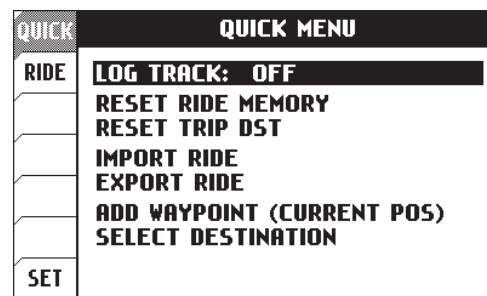 QUICK
QUICK MENU
RIDE
LOG TRACK: OFF
RESET RIDE MEMORY
RESET TRIP DST
IMPORT RIDE
EXPORT RIDE
ADD WAYPOINT (CURRENT POS)
SELECT DESTINATION
SET